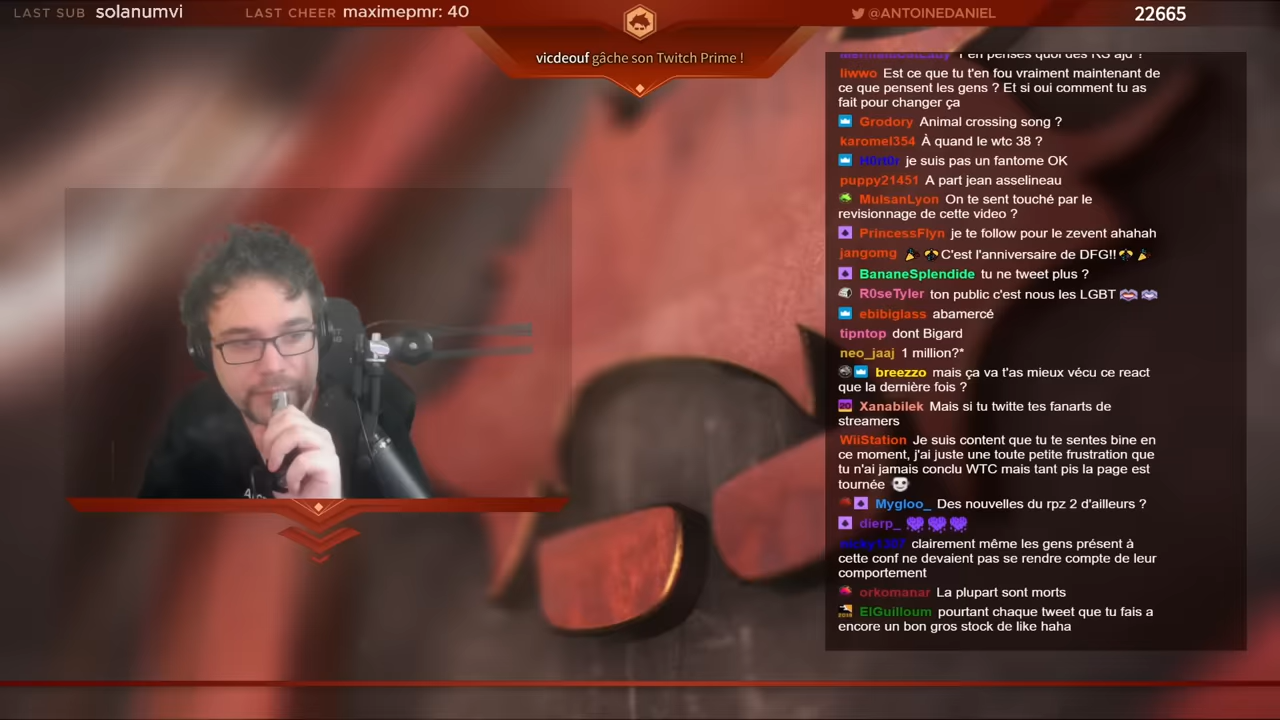 LAST SUB solanumvi LAST CHEER maximepmr: 40 @ANTOINEDANIEL 22665
vicdeouf gâche son Twitch Prime !
T'en penses quoi des RS aju ?
liwwo Est ce que tu t'en fou vraiment maintenant de
ce que pensent les gens ? Et si oui comment tu as
fait pour changer ça
Grodory Animal crossing song ?
karomel354 À quand le wtc 38 ?
je suis pas un fantome OK
puppy21451 A part jean asselineau
MulsanLyon On te sent touché par le
revisionnage de cette video ?
PrincessFlyn je te follow pour le zevent ahahah
jangomg C'est l'anniversaire de DFG!!
BananeSplendide tu ne tweet plus ?
R0seTyler ton public c'est nous les LGBT
ebibiglass abamercé
tipntop dont Bigard
neo_jaaj 1 million?*
breezzo mais ça va t'as mieux vécu ce react
que la dernière fois ?
Xanabilek Mais si tu twitte tes fanarts de
streamers
WiiStation Je suis content que tu te sentes bine en
ce moment, j'ai juste une toute petite frustration que
tu n'ai jamais conclu WTC mais tant pis la page est
tournée
Mygloo_ Des nouvelles du rpz 2 d'ailleurs ?
dierp_
clairement même les gens présent à
cette conf ne devaient pas se rendre compte de leur
comportement
orkomanar La plupart sont morts
ElGuilloum pourtant chaque tweet que tu fais a
encore un bon gros stock de like haha